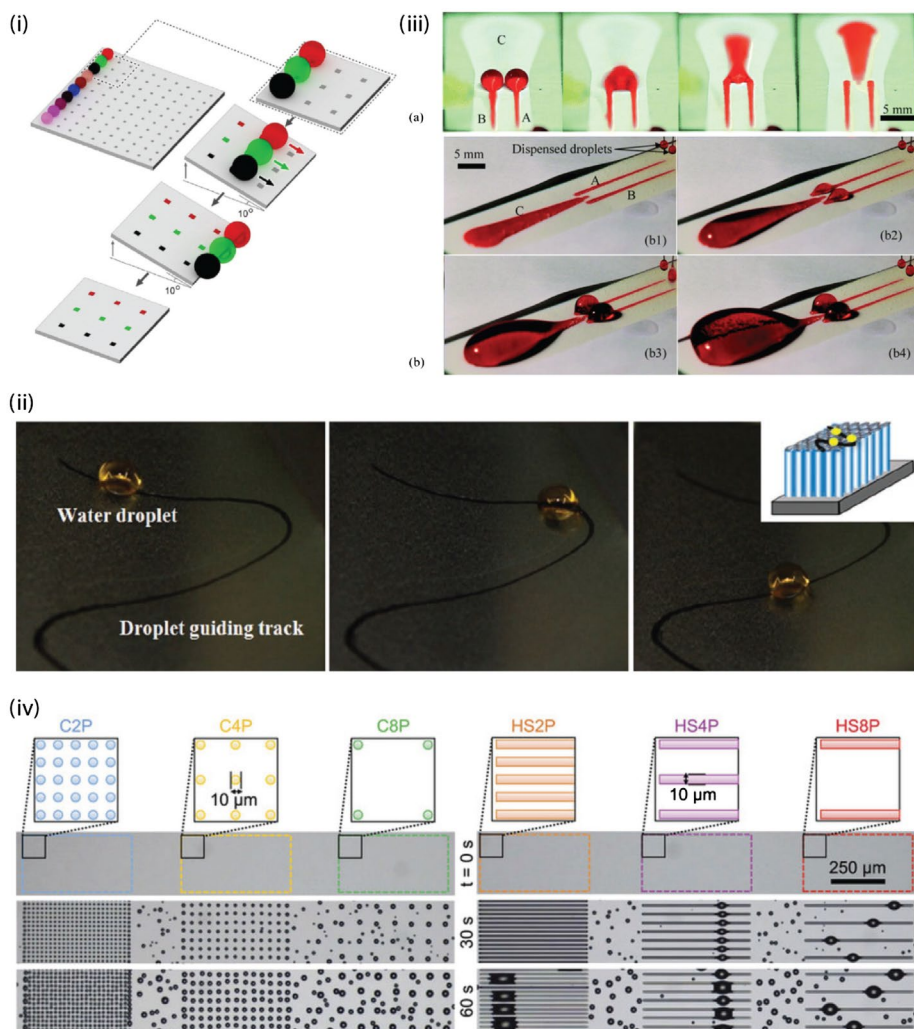 (i)
10°
10°
(b)
(iii)
C
B
A
5 mm
(a)
5 mm
Dispensed droplets
A
B
C
(b1)
(b2)
(b3)
(b4)
(ii)
Water droplet
Droplet guiding track
(iv)
C2P
C4P
C8P
HS2P
HS4P
HS8P
10 µm
10 µm
t = 0 s
250 µm
30 s
60 s